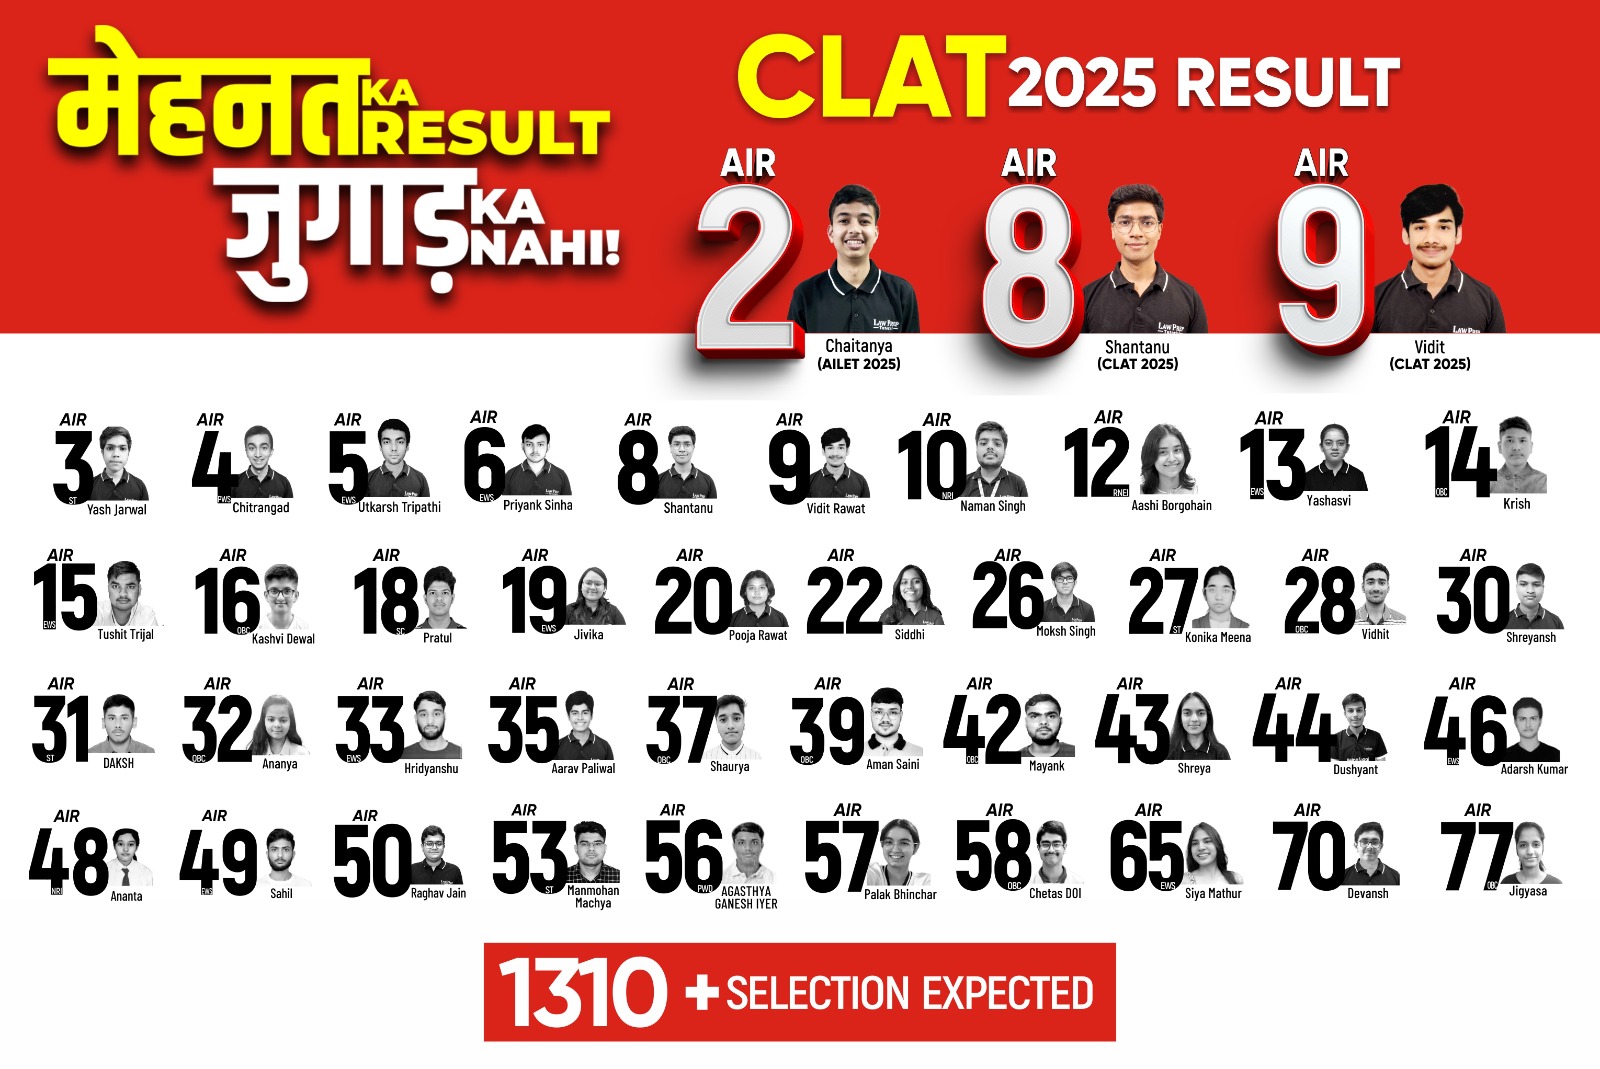 मेहनत KA RESULT
जुगाड़ KA NAHI!
CLAT 2025 RESULT
AIR 2
LAW PREP
Chaitanya
(AILET 2025)
AIR 8
LAW PREP
Shantanu
(CLAT 2025)
AIR 9
LAW PREP
Vidit
(CLAT 2025)
AIR 3 ST Yash Jarwal
AIR 4 PWS Chitrangad
AIR 5 EWS Utkarsh Tripathi
AIR 6 EWS Priyank Sinha
AIR 8 Shantanu
AIR 9 Vidit Rawat
AIR 10 NRI Naman Singh
AIR 12 RNEI Aashi Borgohain
AIR 13 EWS Yashasvi
AIR 14 OBC Krish
AIR 15 EWS Tushit Trijal
AIR 16 OBC Kashvi Dewal
AIR 18 SC Pratul
AIR 19 EWS Jivika
AIR 20 Pooja Rawat
AIR 22 Siddhi
AIR 26 Moksh Singh
AIR 27 ST Konika Meena
AIR 28 OBC Vidhit
AIR 30 Shreyansh
AIR 31 ST DAKSH
AIR 32 OBC Ananya
AIR 33 EWS Hridyanshu
AIR 35 Aarav Paliwal
AIR 37 OBC Shaurya
AIR 39 OBC Aman Saini
AIR 42 OBC Mayank
AIR 43 Shreya
AIR 44 Dushyant
AIR 46 EWS Adarsh Kumar
AIR 48 NRI Ananta
AIR 49 EWS Sahil
AIR 50 Raghav Jain
AIR 53 ST Manmohan Machya
AIR 56 PWD AGASTHYA GANESH IYER
AIR 57 Palak Bhinchar
AIR 58 OBC Chetas DOI
AIR 65 EWS Siya Mathur
AIR 70 Devansh
AIR 77 OBC Jigyasa
1310 + SELECTION EXPECTED